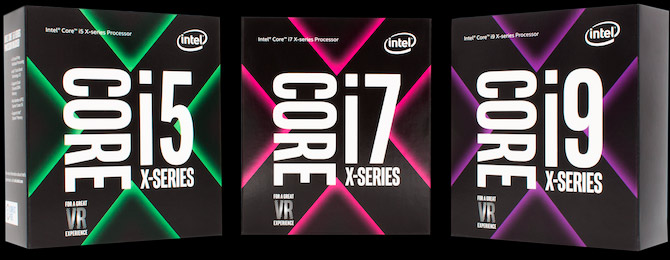 Intel® Core™ i5 X-series Processor
intel®
CORE i5
X-SERIES
FOR A GREAT
VR
EXPERIENCE
Intel® Core™ i7 X-series Processor
intel®
CORE i7
X-SERIES
FOR A GREAT
VR
EXPERIENCE
Intel® Core™ i9 X-series Processor
intel®
CORE i9
X-SERIES
FOR A GREAT
VR
EXPERIENCE